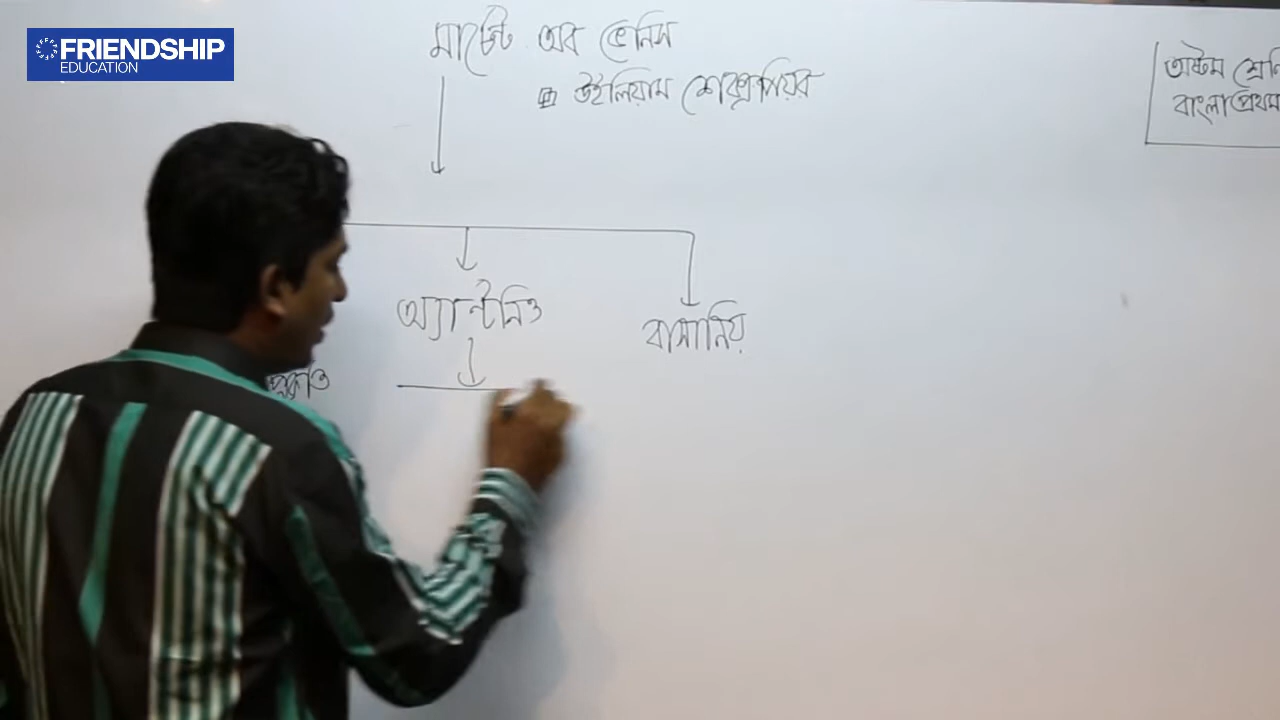 FRIENDSHIP
EDUCATION
মার্চেন্ট অব ভেনিস
উইলিয়াম শেক্সপিয়র
অষ্টম শ্রেণি
বাংলা প্রথম
অ্যান্টনিও
বাসানিয়